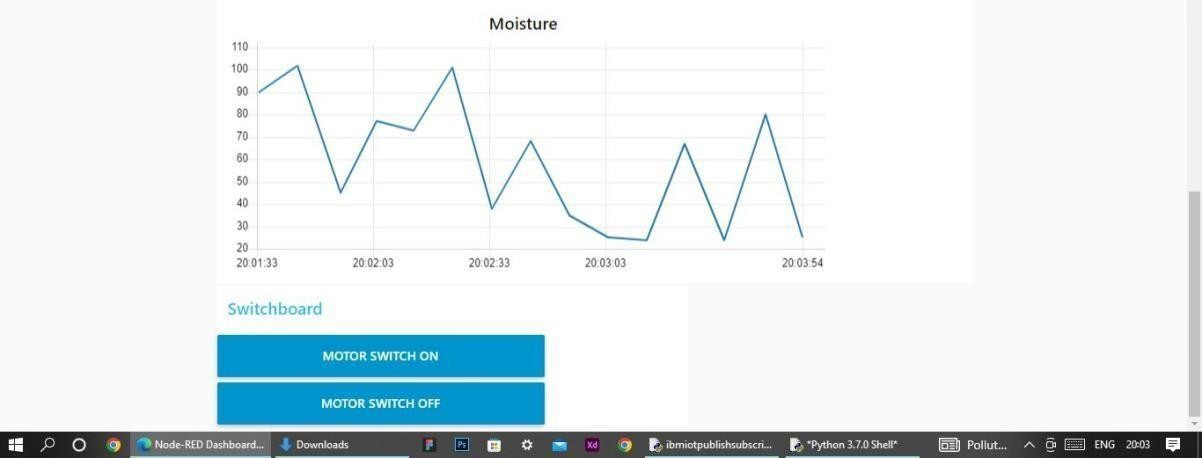 Moisture
110
100
90
80
70
60
50
40
30
20
20:01:33 20:02:03 20:02:33 20:03:03 20:03:54
Switchboard
MOTOR SWITCH ON
MOTOR SWITCH OFF
Node-RED Dashboard... Downloads Ps Xd ibmiotpublishsubscri... *Python 3.7.0 Shell* Pollut... ENG 20:03